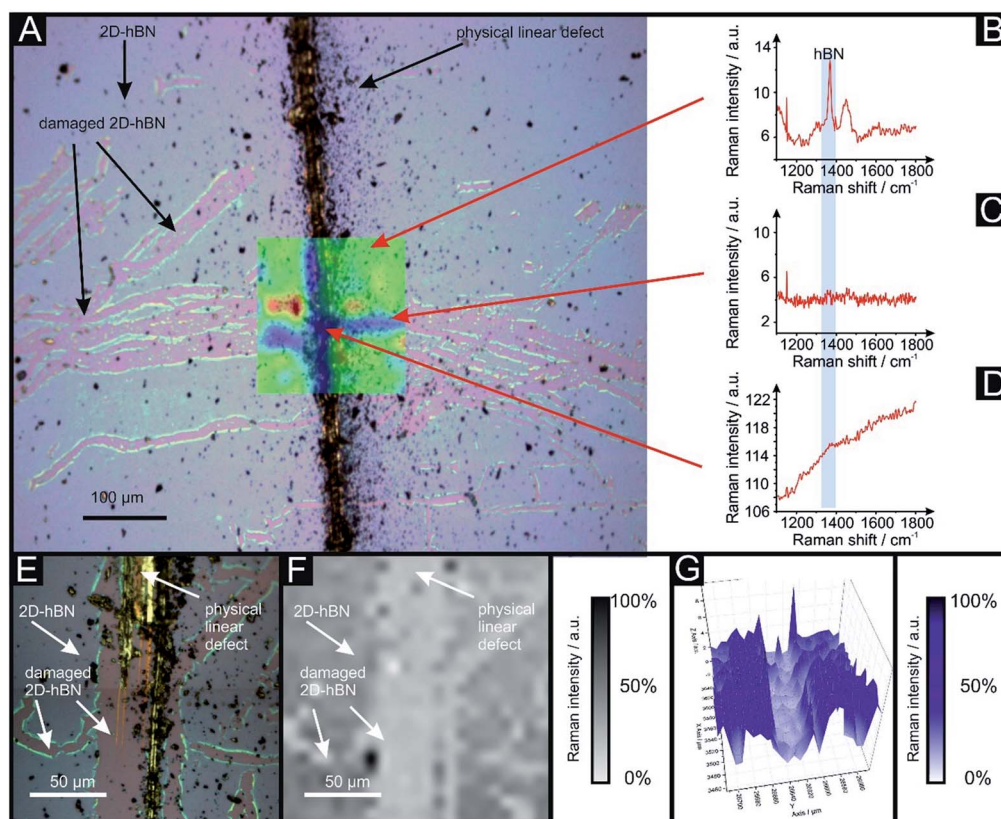 A
2D-hBN
physical linear defect
damaged 2D-hBN
100 µm
B
hBN
14
10
6
Raman intensity / a.u.
1200 1400 1600 1800
Raman shift / cm-1
C
10
6
2
Raman intensity / a.u.
1200 1400 1600 1800
Raman shift / cm-1
D
122
118
114
110
106
Raman intensity / a.u.
1200 1400 1600 1800
Raman shift / cm-1
E
2D-hBN
physical
linear
defect
damaged
2D-hBN
50 µm
F
2D-hBN
physical
linear
defect
damaged
2D-hBN
50 µm
100%
50%
0%
Raman intensity / a.u.
G
Axis / µm
100%
50%
0%
Raman intensity / a.u.